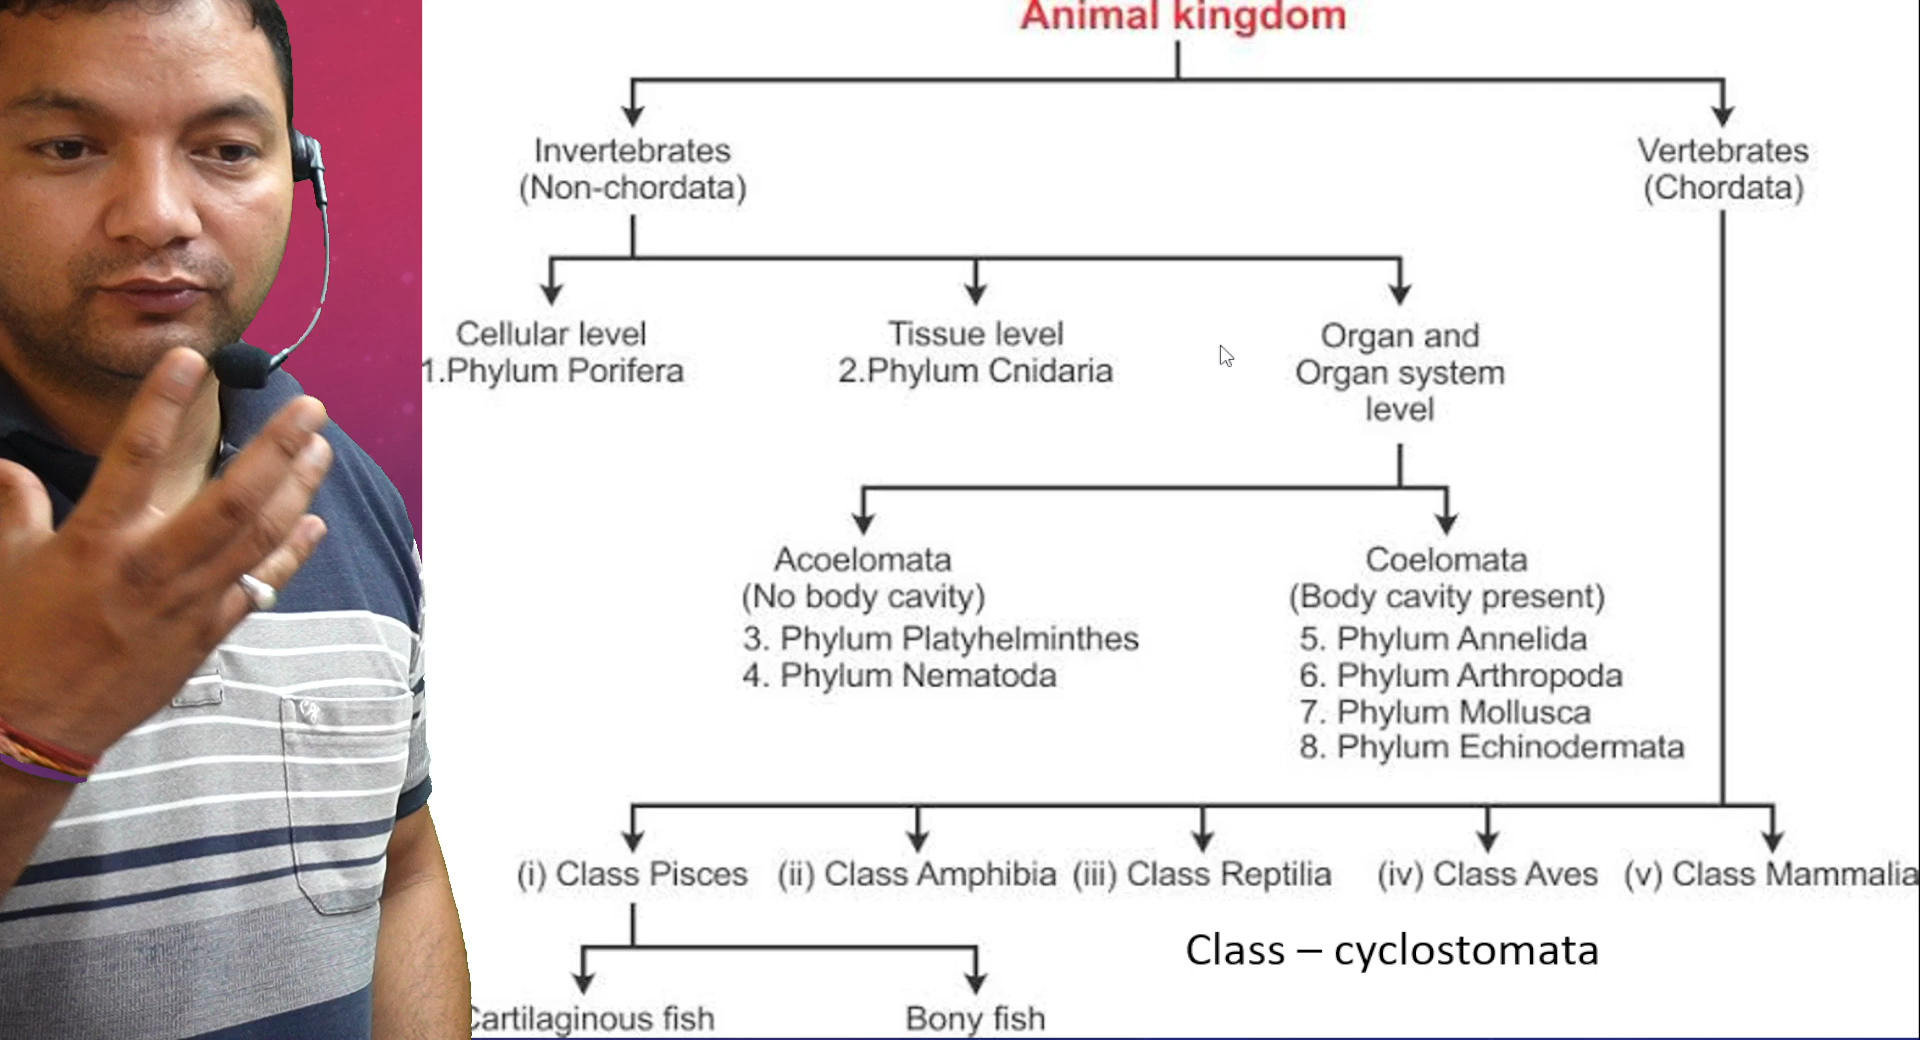 Animal kingdom
Invertebrates
(Non-chordata)
Vertebrates
(Chordata)
Cellular level
1.Phylum Porifera
Tissue level
2.Phylum Cnidaria
Organ and
Organ system
level
Acoelomata
(No body cavity)
3. Phylum Platyhelminthes
4. Phylum Nematoda
Coelomata
(Body cavity present)
5. Phylum Annelida
6. Phylum Arthropoda
7. Phylum Mollusca
8. Phylum Echinodermata
(i) Class Pisces
(ii) Class Amphibia
(iii) Class Reptilia
(iv) Class Aves
(v) Class Mammalia
Class – cyclostomata
Cartilaginous fish
Bony fish